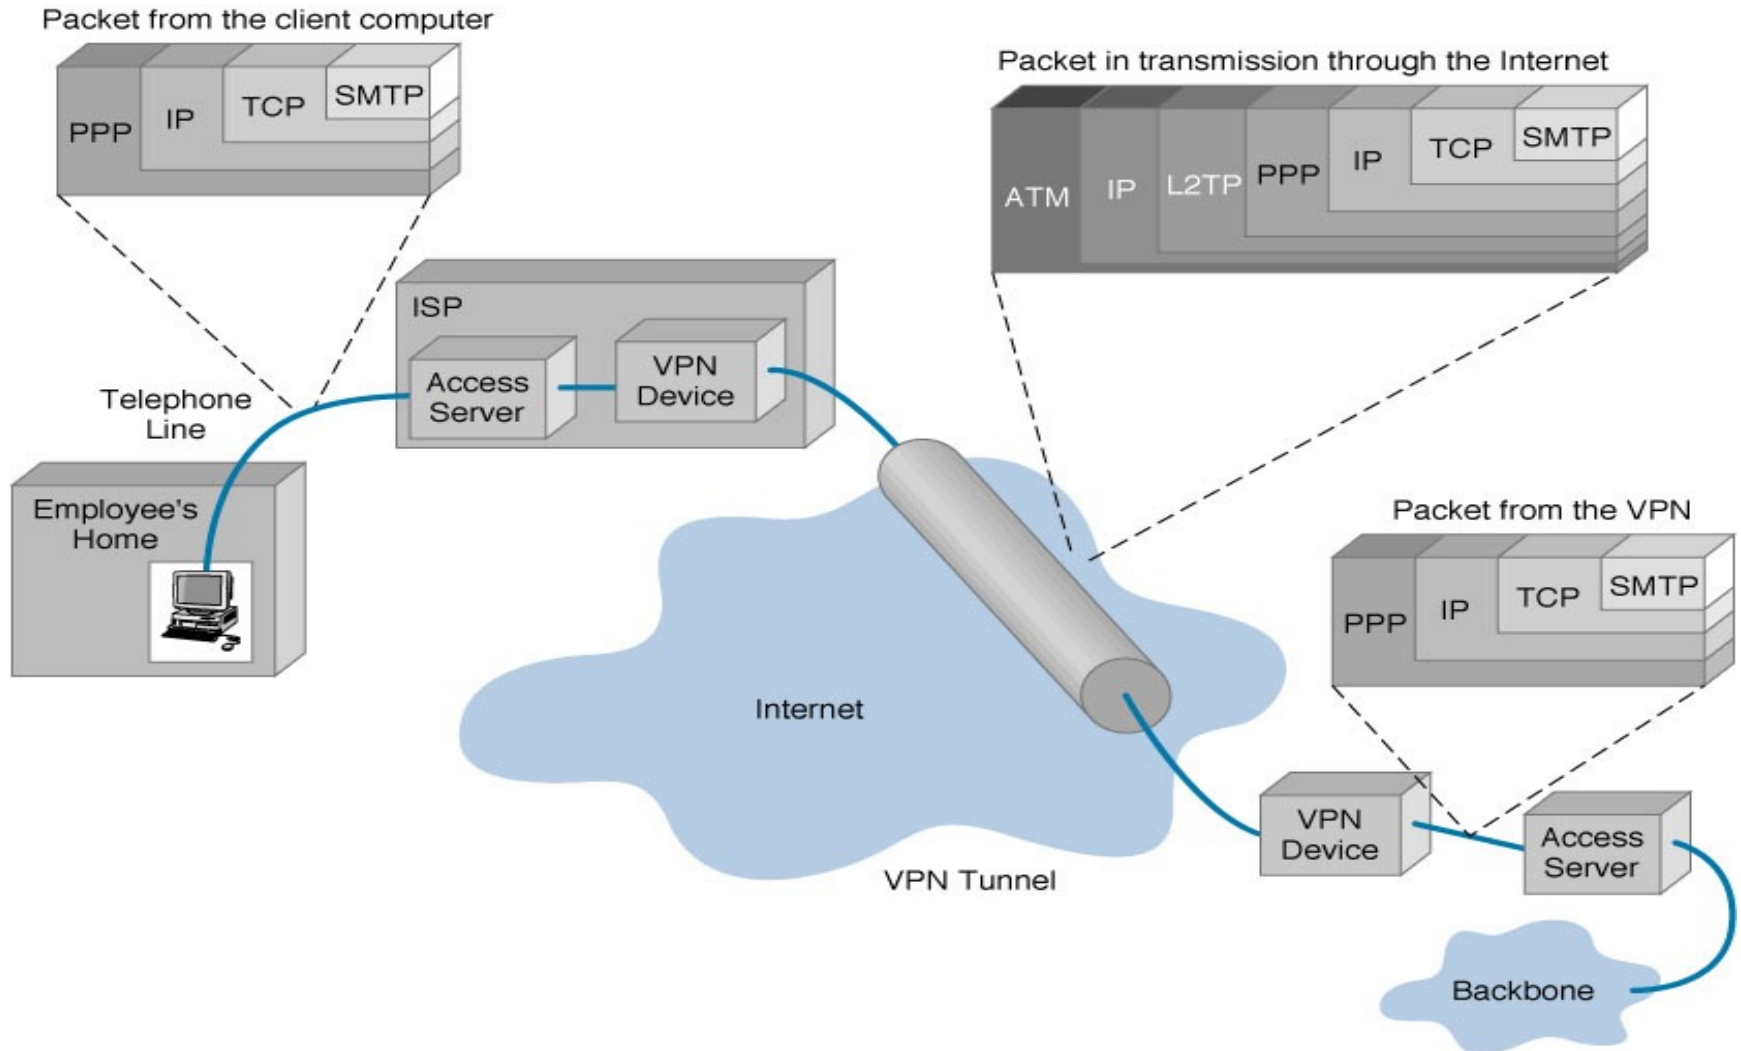 Packet from the client computer
PPP
IP
TCP
SMTP
Packet in transmission through the Internet
ATM
IP
L2TP
PPP
IP
TCP
SMTP
ISP
Access
Server
VPN
Device
Telephone
Line
Employee's
Home
Packet from the VPN
PPP
IP
TCP
SMTP
Internet
VPN Tunnel
VPN
Device
Access
Server
Backbone